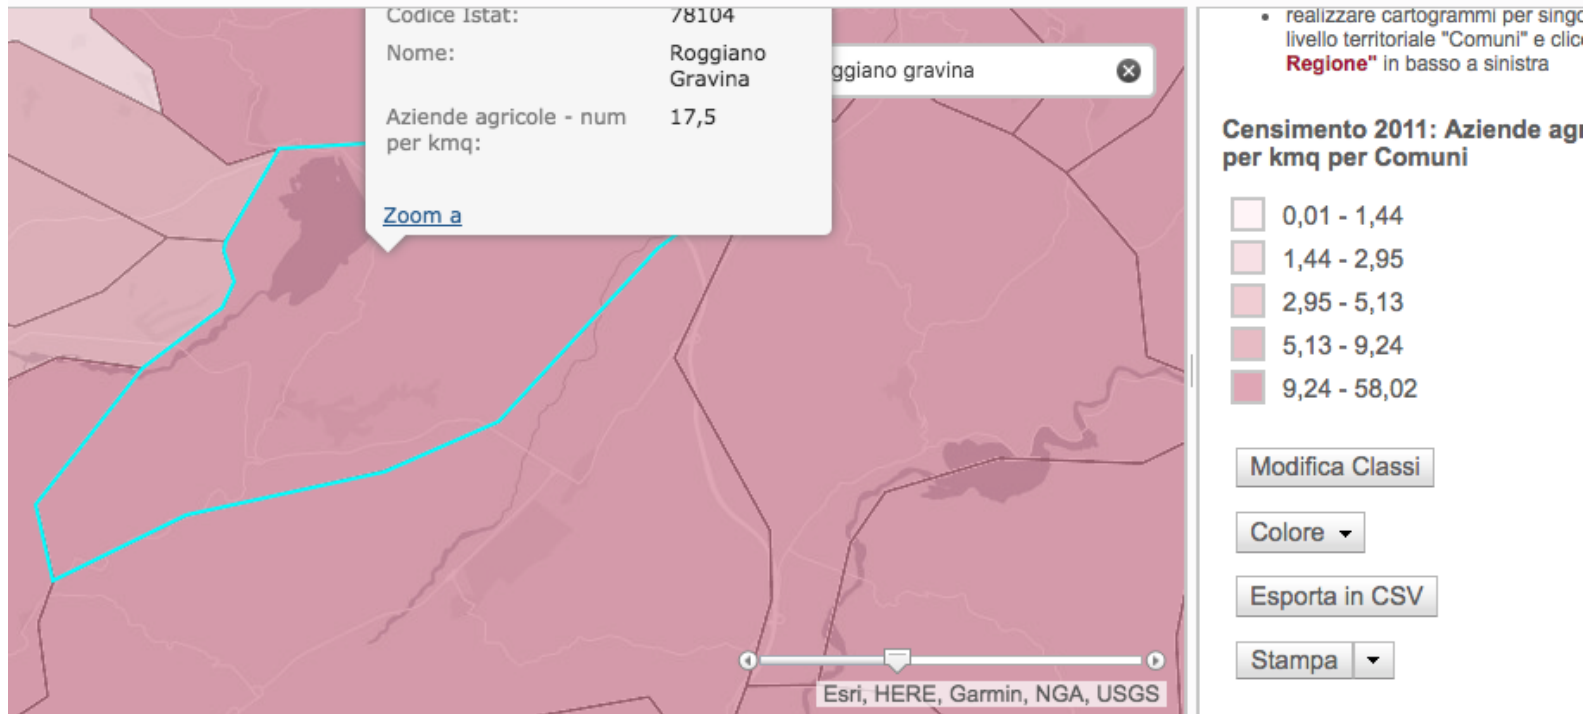 Codice Istat: 78104
Nome: Roggiano
Gravina
Aziende agricole - num 17,5
per kmq:
Zoom a
ggiano gravina
realizzare cartogrammi per
livello territoriale "Comuni" e
Regione" in basso a sinistra
Censimento 2011: Aziende
per kmq per Comuni
0,01 - 1,44
1,44 - 2,95
2,95 - 5,13
5,13 - 9,24
9,24 - 58,02
Modifica Classi
Colore
Esporta in CSV
Stampa
Esri, HERE, Garmin, NGA, USGS